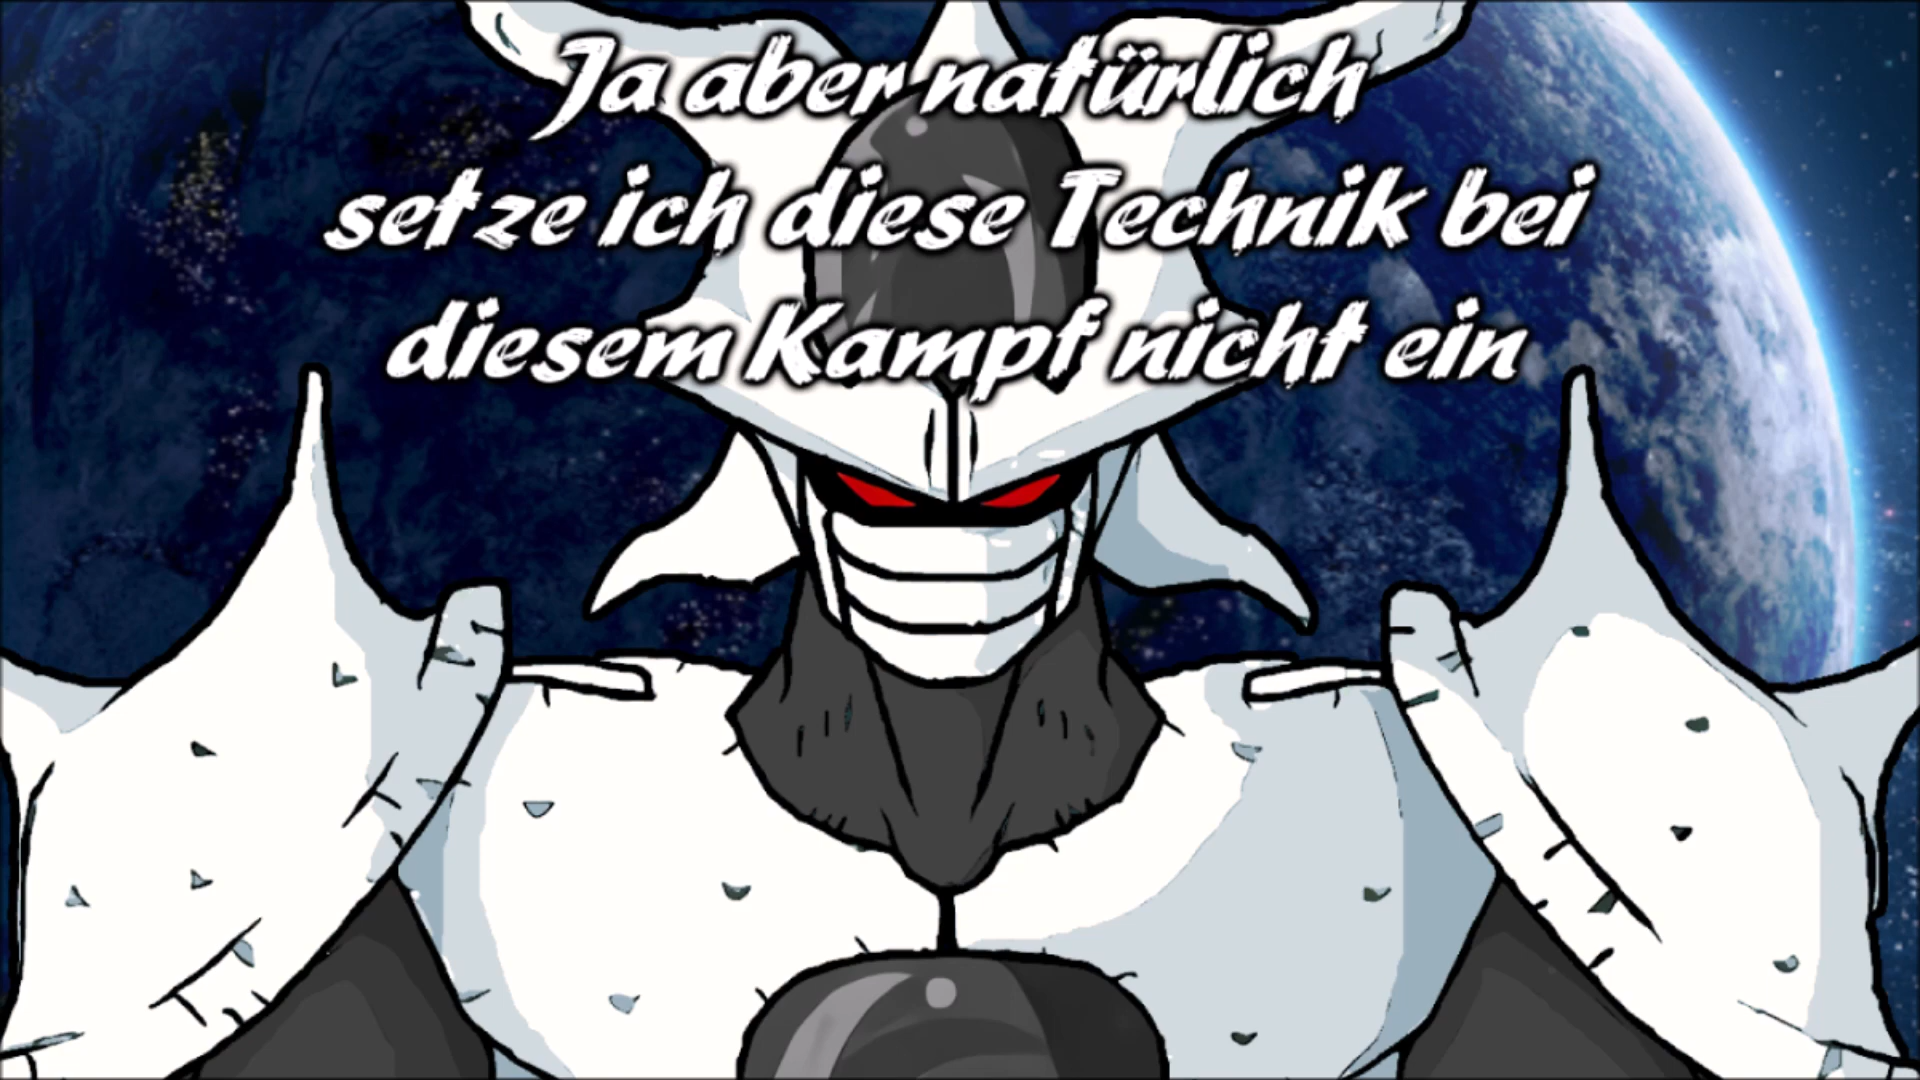 Ja aber natürlich
setze ich diese Technik bei
diesem Kampf nicht ein